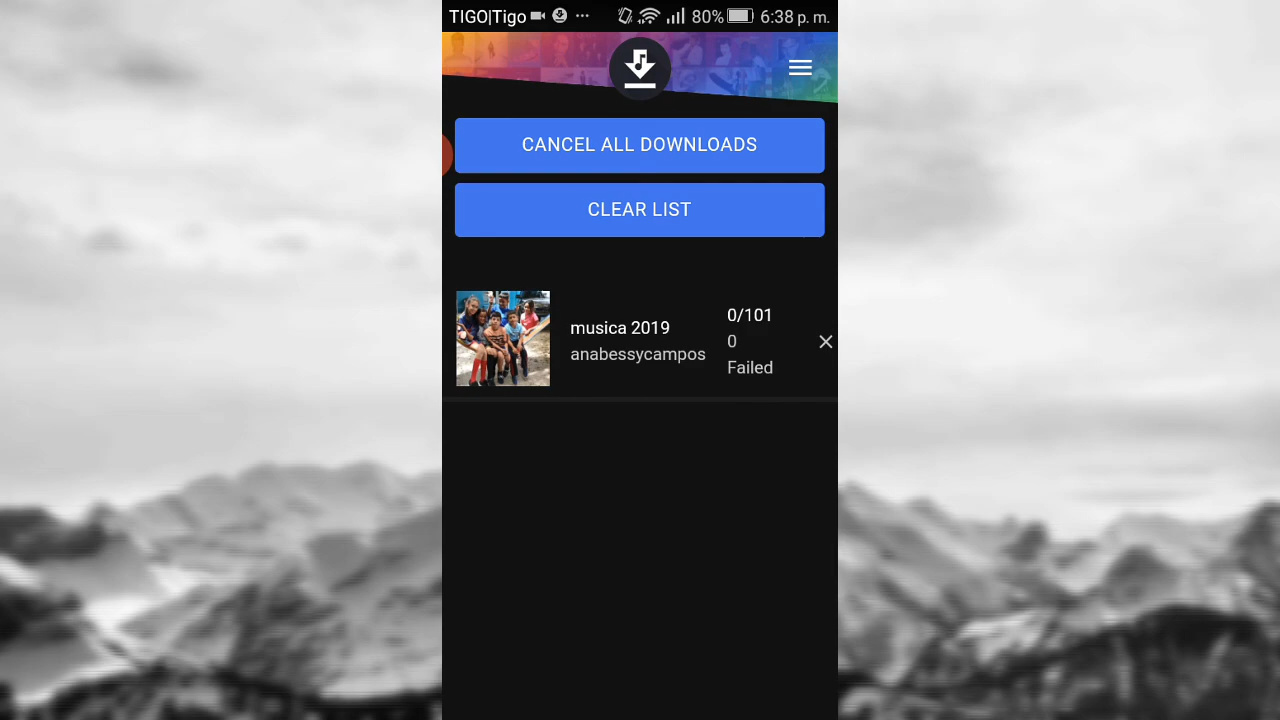 TIGO|Tigo ... 80% 6:38 p. m.
CANCEL ALL DOWNLOADS
CLEAR LIST
musica 2019
anabessycampos
0/101
0
Failed